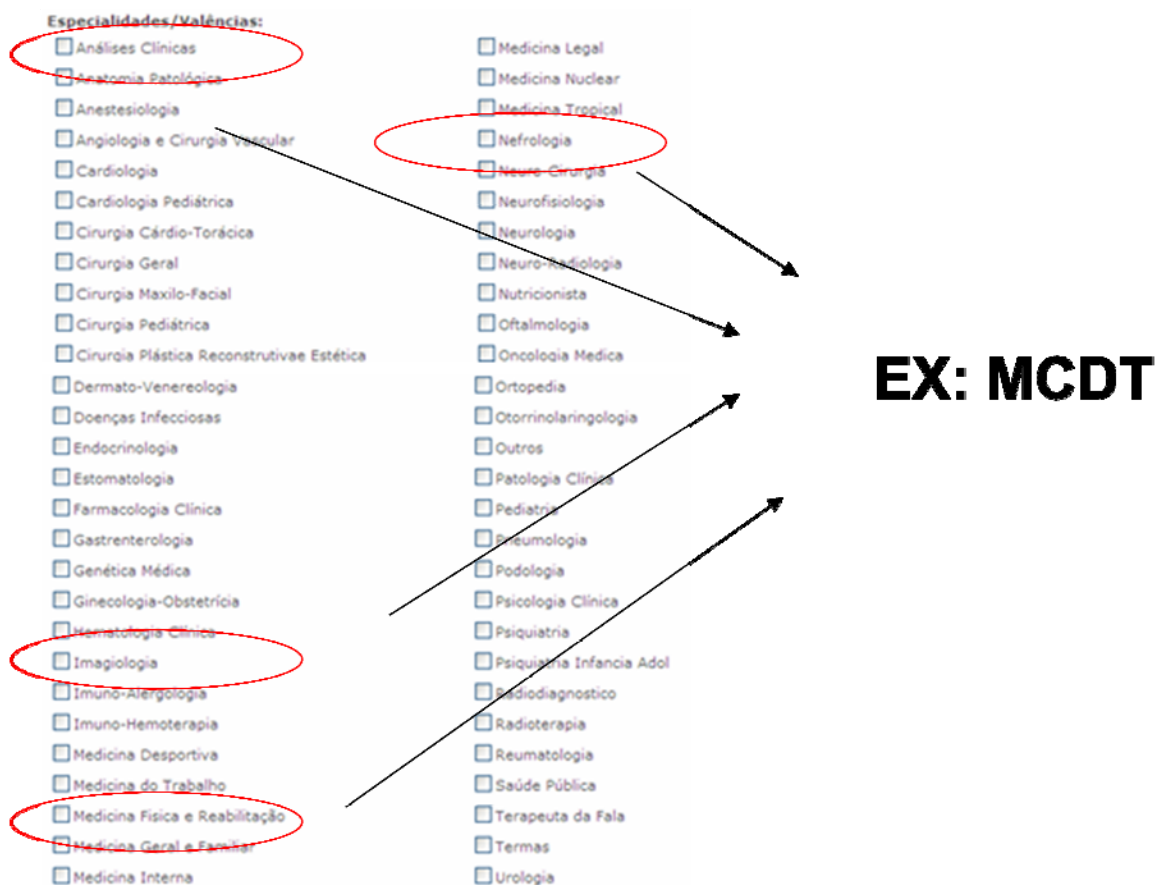 Especialidades/Valências:
Análises Clínicas
Anatomia Patológica
Anestesiologia
Angiologia e Cirurgia Vascular
Cardiologia
Cardiologia Pediátrica
Cirurgia Cárdio-Torácica
Cirurgia Geral
Cirurgia Maxilo-Facial
Cirurgia Pediátrica
Cirurgia Plástica Reconstrutivae Estética
Dermato-Venereologia
Doenças Infecciosas
Endocrinologia
Estomatologia
Farmacologia Clínica
Gastrenterologia
Genética Médica
Ginecologia-Obstetrícia
Hematologia Clínica
Imagiologia
Imuno-Alergologia
Imuno-Hemoterapia
Medicina Desportiva
Medicina do Trabalho
Medicina Fisica e Reabilitação
Medicina Geral e Familiar
Medicina Interna
Medicina Legal
Medicina Nuclear
Medicina Tropical
Nefrologia
Neuro-Cirurgia
Neurofisiologia
Neurologia
Neuro-Radiologia
Nutricionista
Oftalmologia
Oncologia Medica
Ortopedia
Otorrinolaringologia
Outros
Patologia Clínica
Pediatria
Pneumologia
Podologia
Psicologia Clínica
Psiquiatria
Psiquiatria Infancia Adol
Radiodiagnostico
Radioterapia
Reumatologia
Saúde Pública
Terapeuta da Fala
Termas
Urologia
EX: MCDT